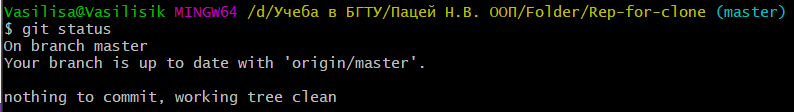 Vasilisa@Vasilisik MINGW64 /d/Учеба в БГТУ/Пацей Н.В. ООП/Folder/Rep-for-clone (master)
$ git status
On branch master
Your branch is up to date with 'origin/master'.
nothing to commit, working tree clean